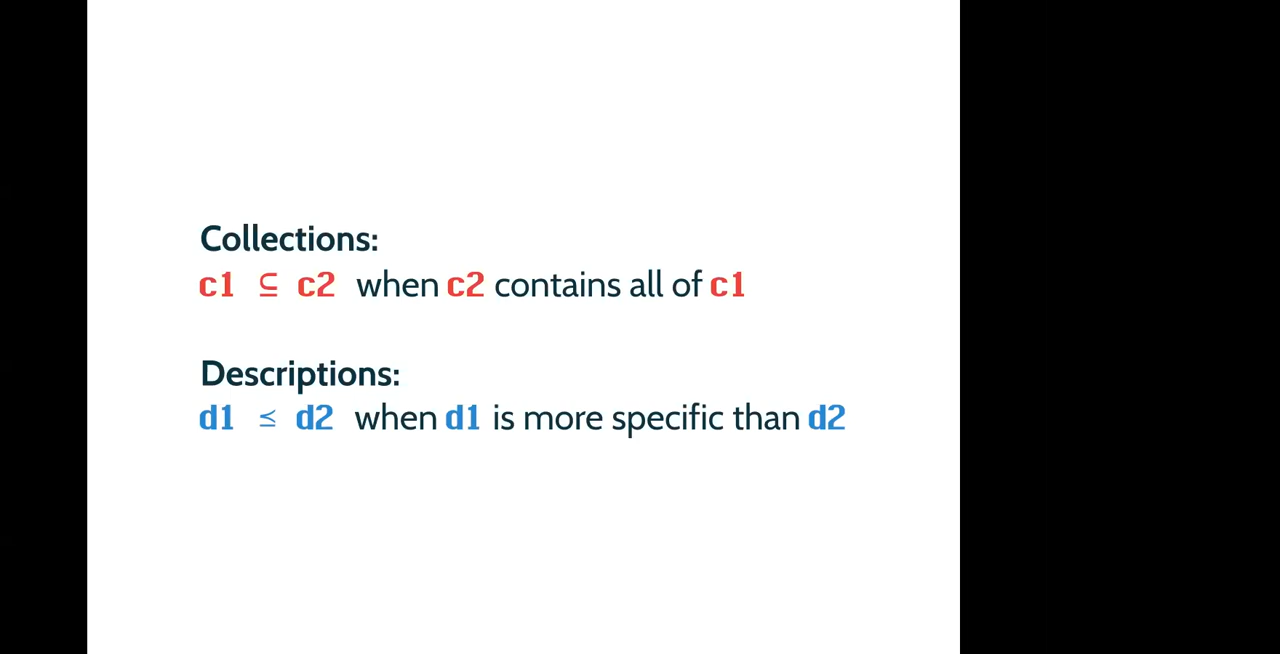 Collections:
c1 ⊆ c2 when c2 contains all of c1
Descriptions:
d1 ≼ d2 when d1 is more specific than d2